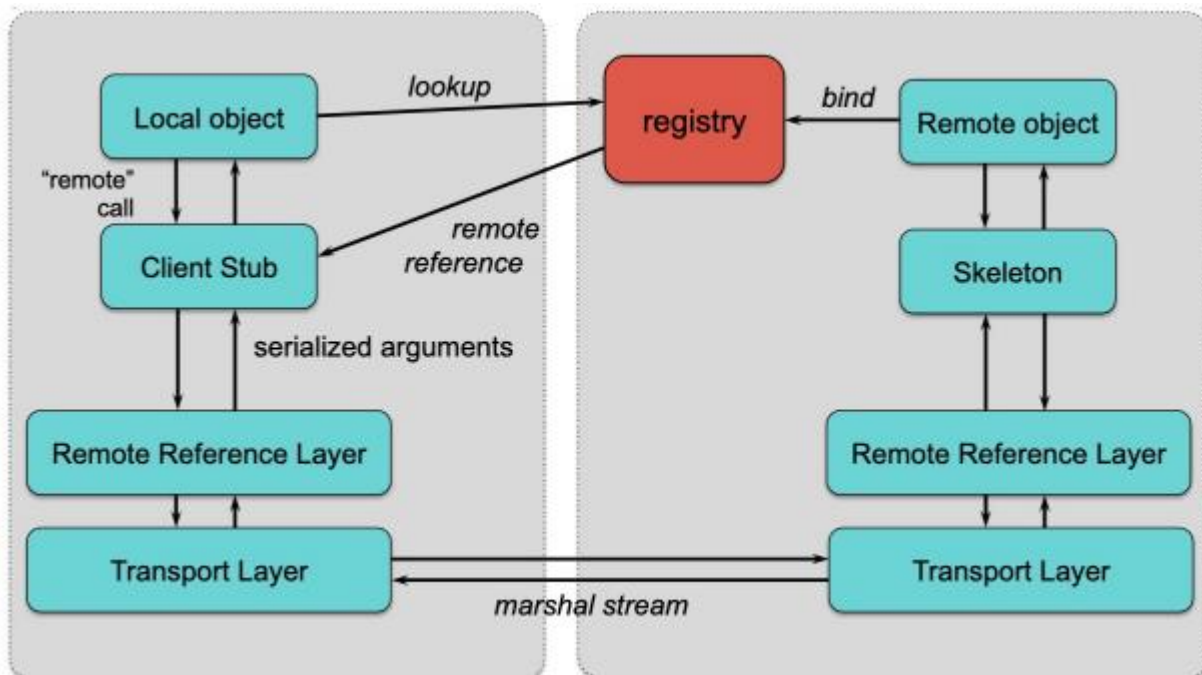 Local object
lookup
registry
bind
Remote object
“remote”
call
remote
reference
Client Stub
Skeleton
serialized arguments
Remote Reference Layer
Remote Reference Layer
Transport Layer
Transport Layer
marshal stream